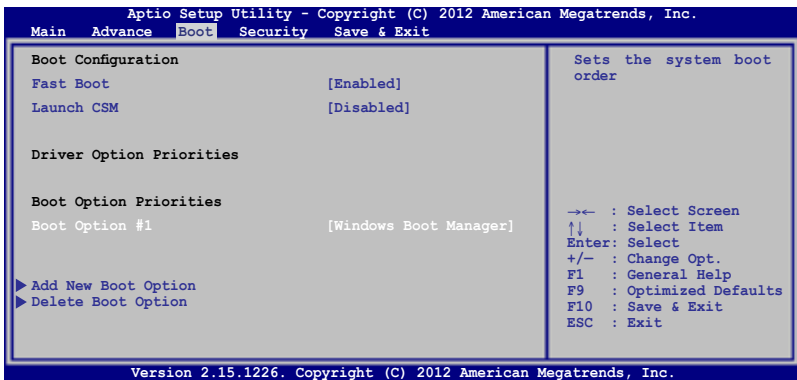 Aptio Setup Utility - Copyright (C) 2012 American Megatrends, Inc.
Main Advance Boot Security Save & Exit
Boot Configuration
Fast Boot [Enabled]
Launch CSM [Disabled]
Driver Option Priorities
Boot Option Priorities
Boot Option #1 [Windows Boot Manager]
▶ Add New Boot Option
▶ Delete Boot Option
Sets the system boot
order
→← : Select Screen
↑↓ : Select Item
Enter: Select
+/— : Change Opt.
F1 : General Help
F9 : Optimized Defaults
F10 : Save & Exit
ESC : Exit
Version 2.15.1226. Copyright (C) 2012 American Megatrends, Inc.